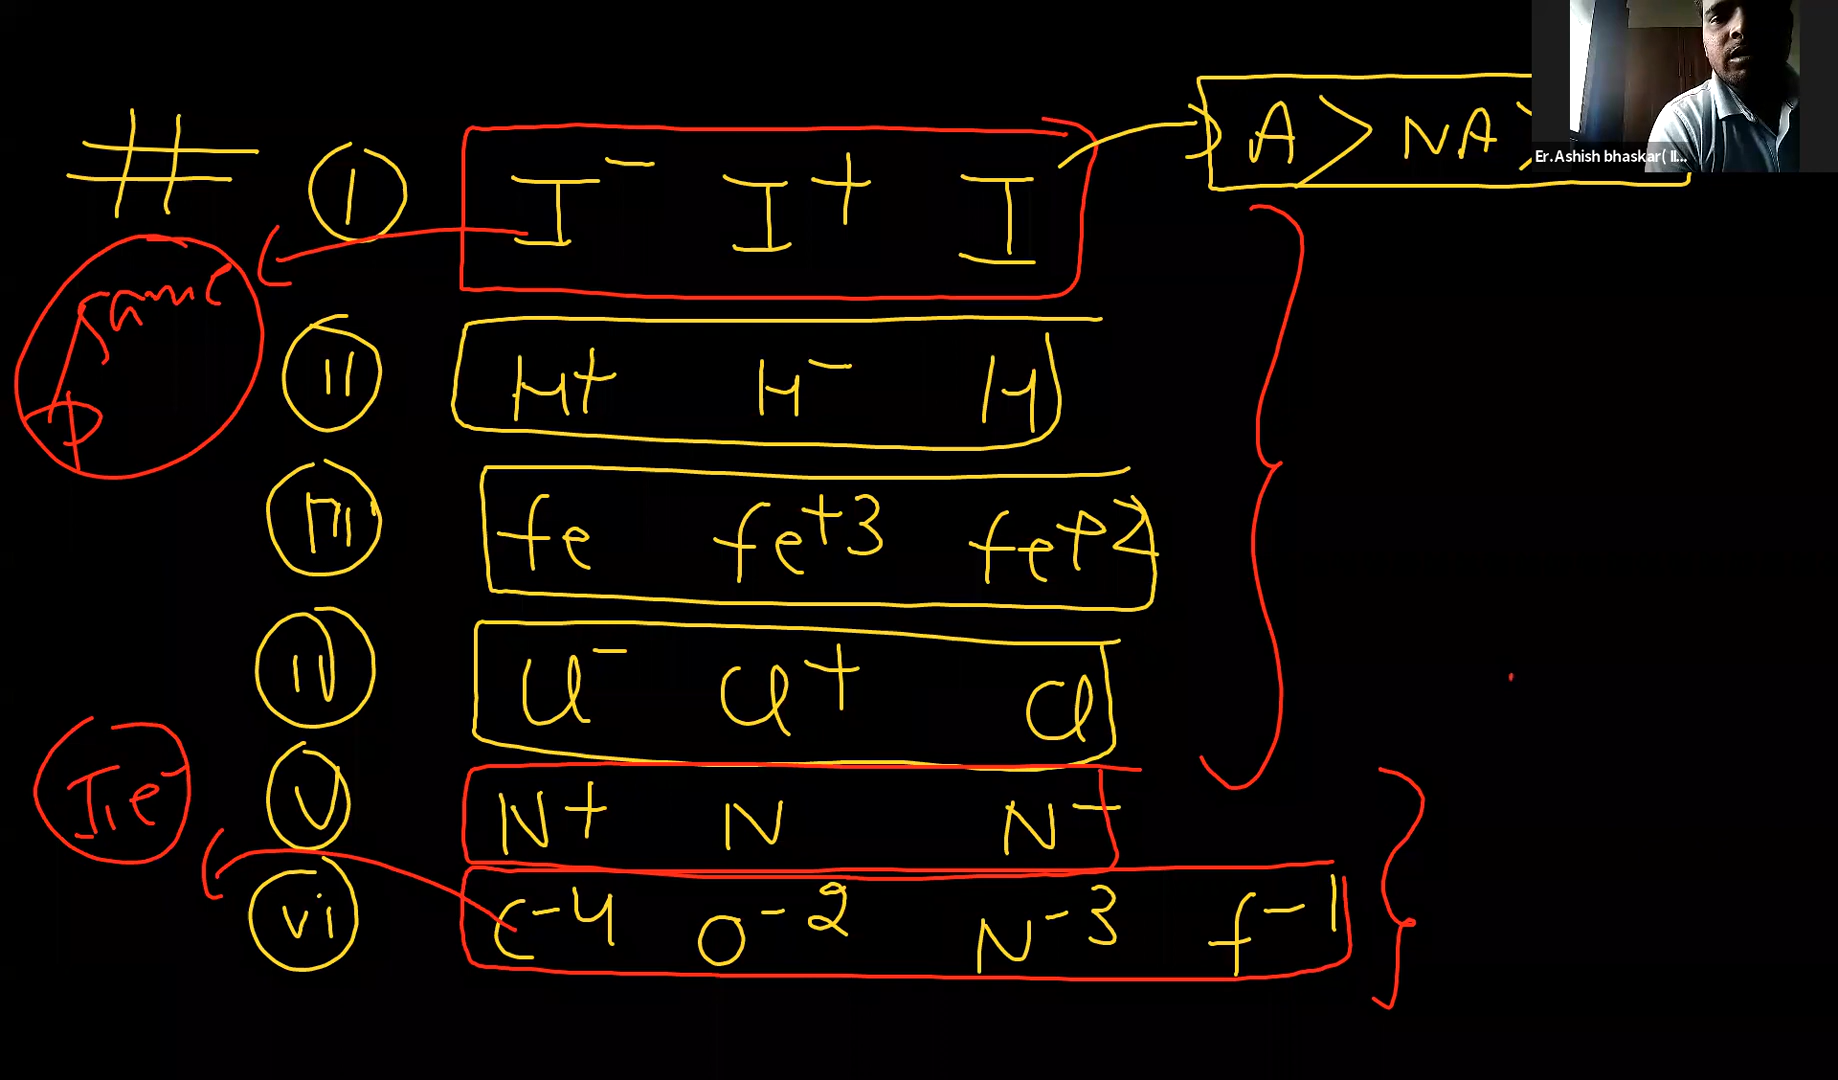 # (I) I⁻ I⁺ I
A > NA >
Er.Ashish bhaskar( II...
same
P
(II) H⁺ H⁻ H
(III) fe fe⁺³ fe⁺²
(IV) Cl⁻ Cl⁺ Cl
(V) N⁺ N N⁻
I.e⁻
(vi) C⁻⁴ O⁻² N⁻³ f⁻¹